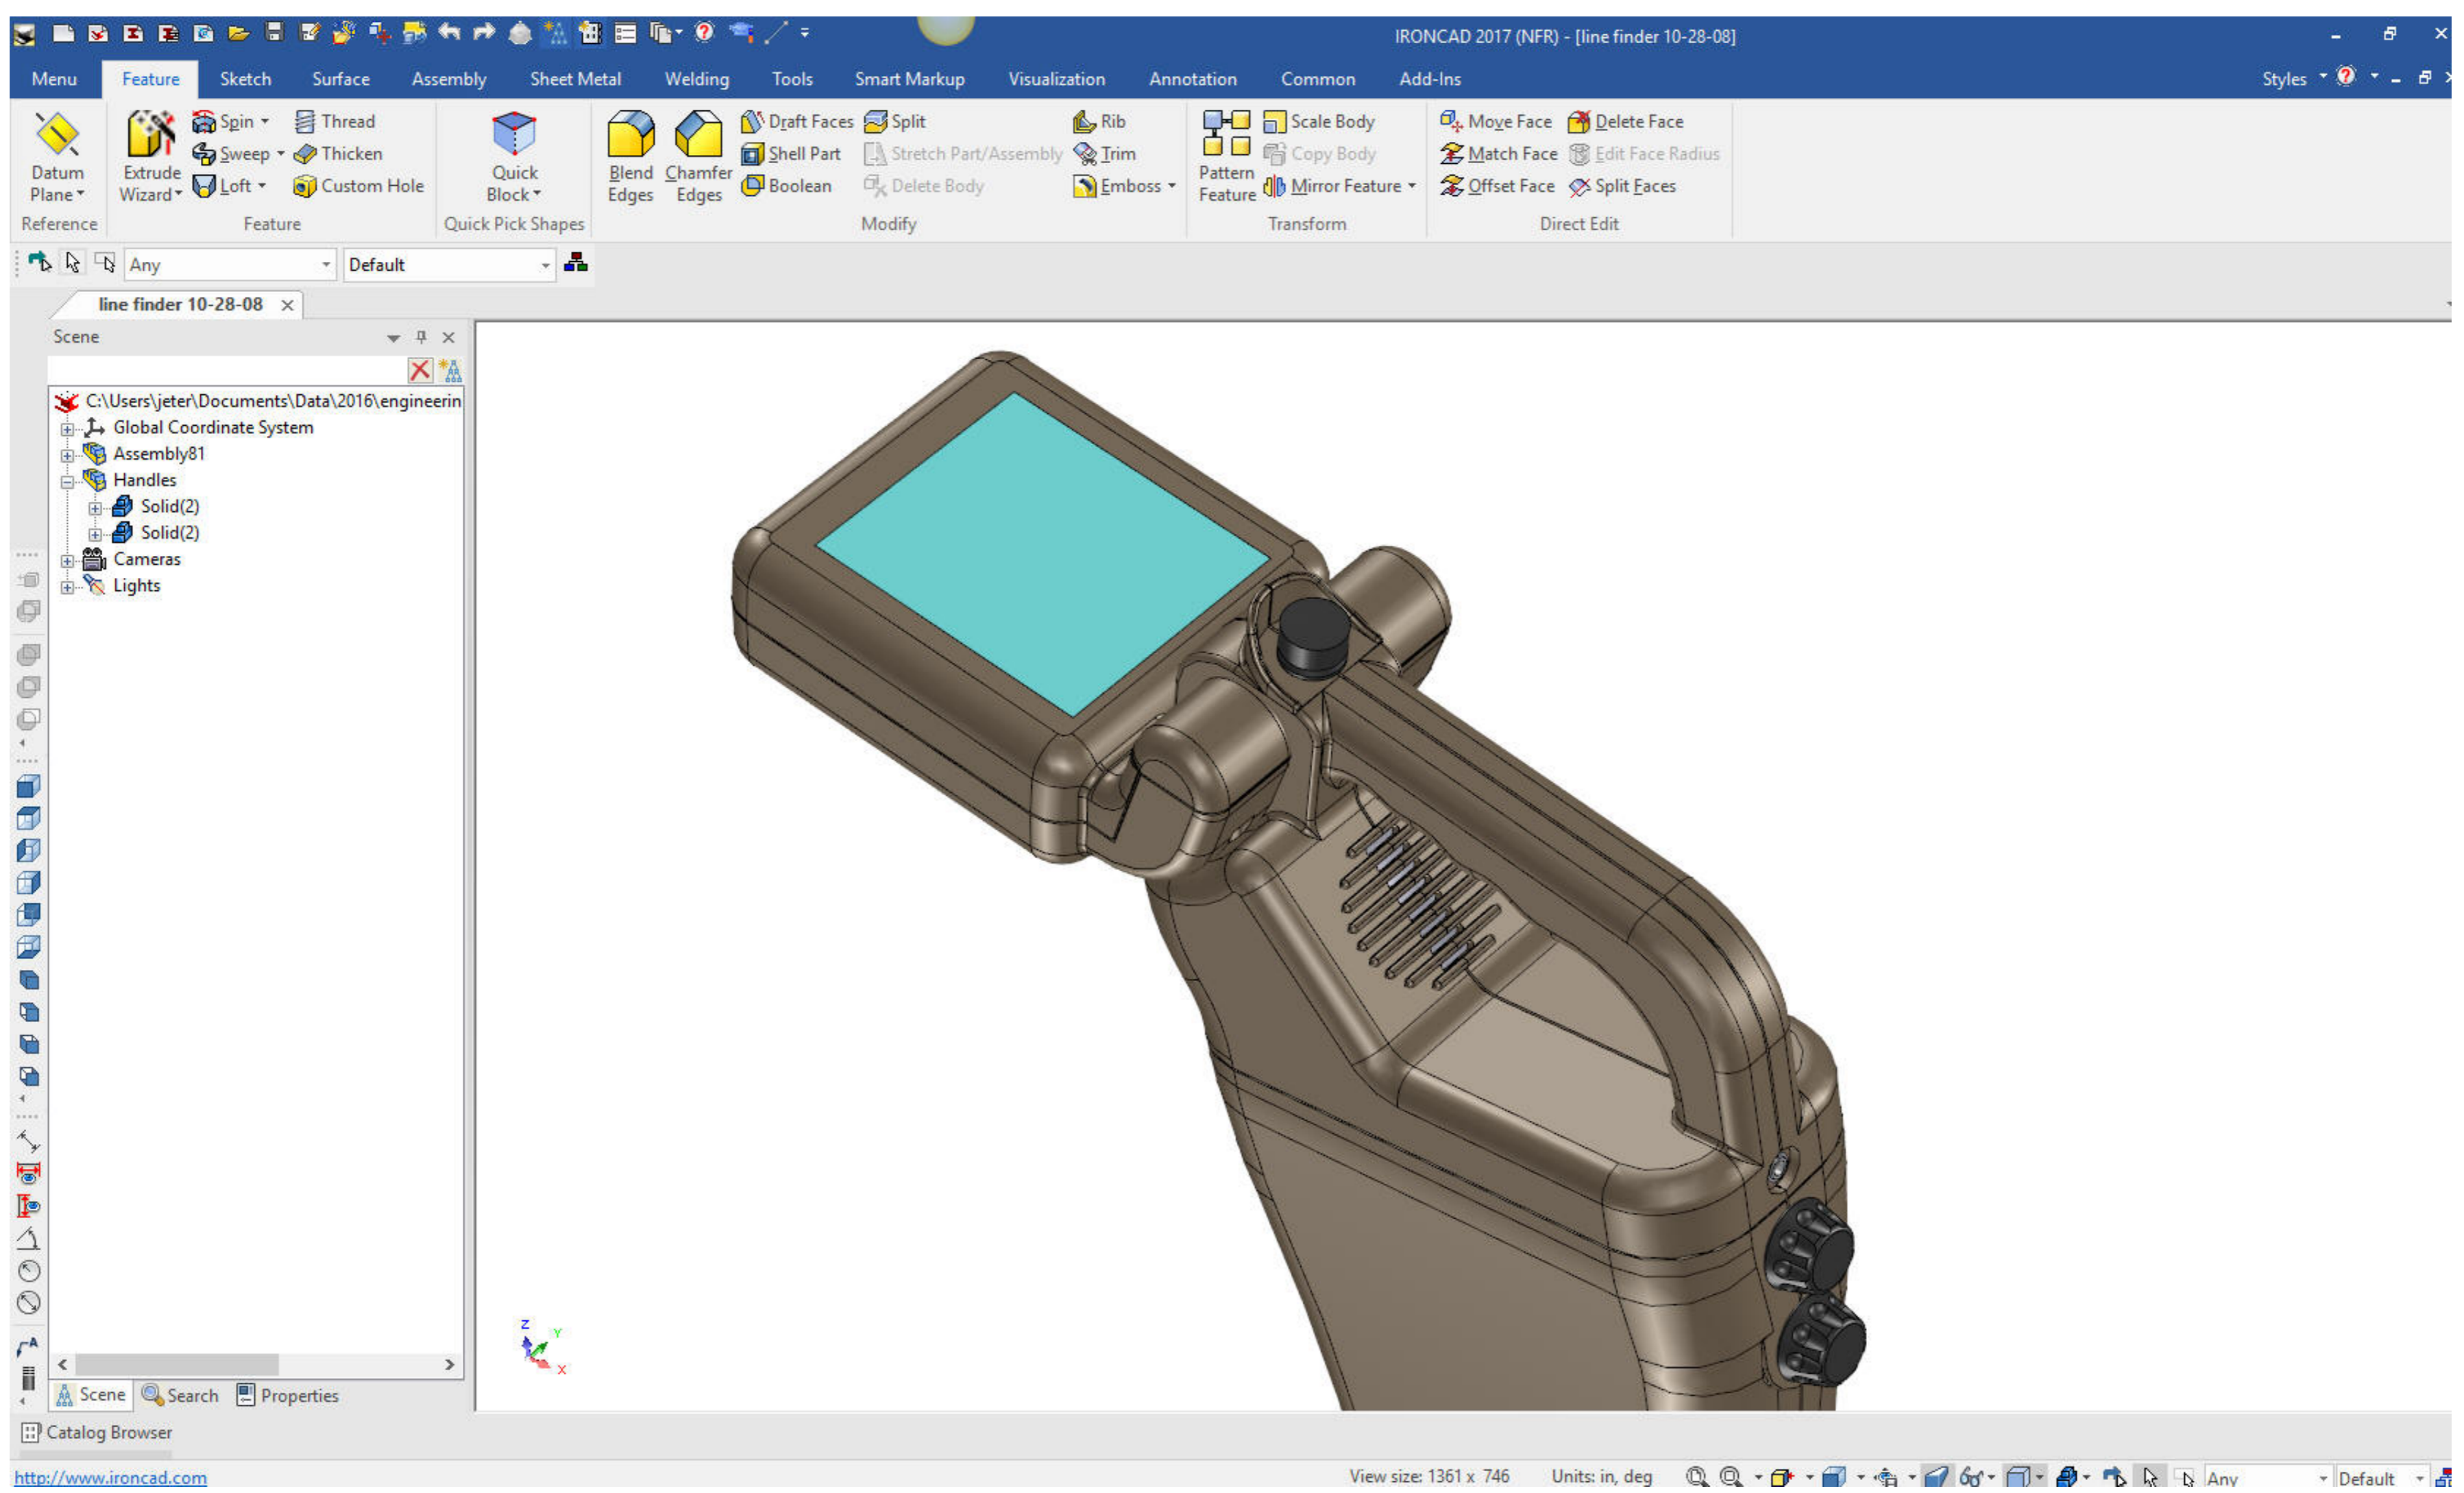 IRONCAD 2017 (NFR) - [line finder 10-28-08]
Menu Feature Sketch Surface Assembly Sheet Metal Welding Tools Smart Markup Visualization Annotation Common Add-Ins Styles
Datum Plane
Extrude Wizard
Spin
Sweep
Loft
Thread
Thicken
Custom Hole
Quick Block
Blend Edges
Chamfer Edges
Draft Faces
Shell Part
Boolean
Split
Stretch Part/Assembly
Delete Body
Rib
Trim
Emboss
Pattern Feature
Scale Body
Copy Body
Mirror Feature
Move Face
Match Face
Offset Face
Delete Face
Edit Face Radius
Split Faces
Reference Feature Quick Pick Shapes Modify Transform Direct Edit
Any Default
line finder 10-28-08
Scene
C:\Users\jeter\Documents\Data\2016\engineerin
Global Coordinate System
Assembly81
Handles
Solid(2)
Solid(2)
Cameras
Lights
A
Z
Y
X
Scene Search Properties
Catalog Browser
http://www.ironcad.com View size: 1361 x 746 Units: in, deg Any Default